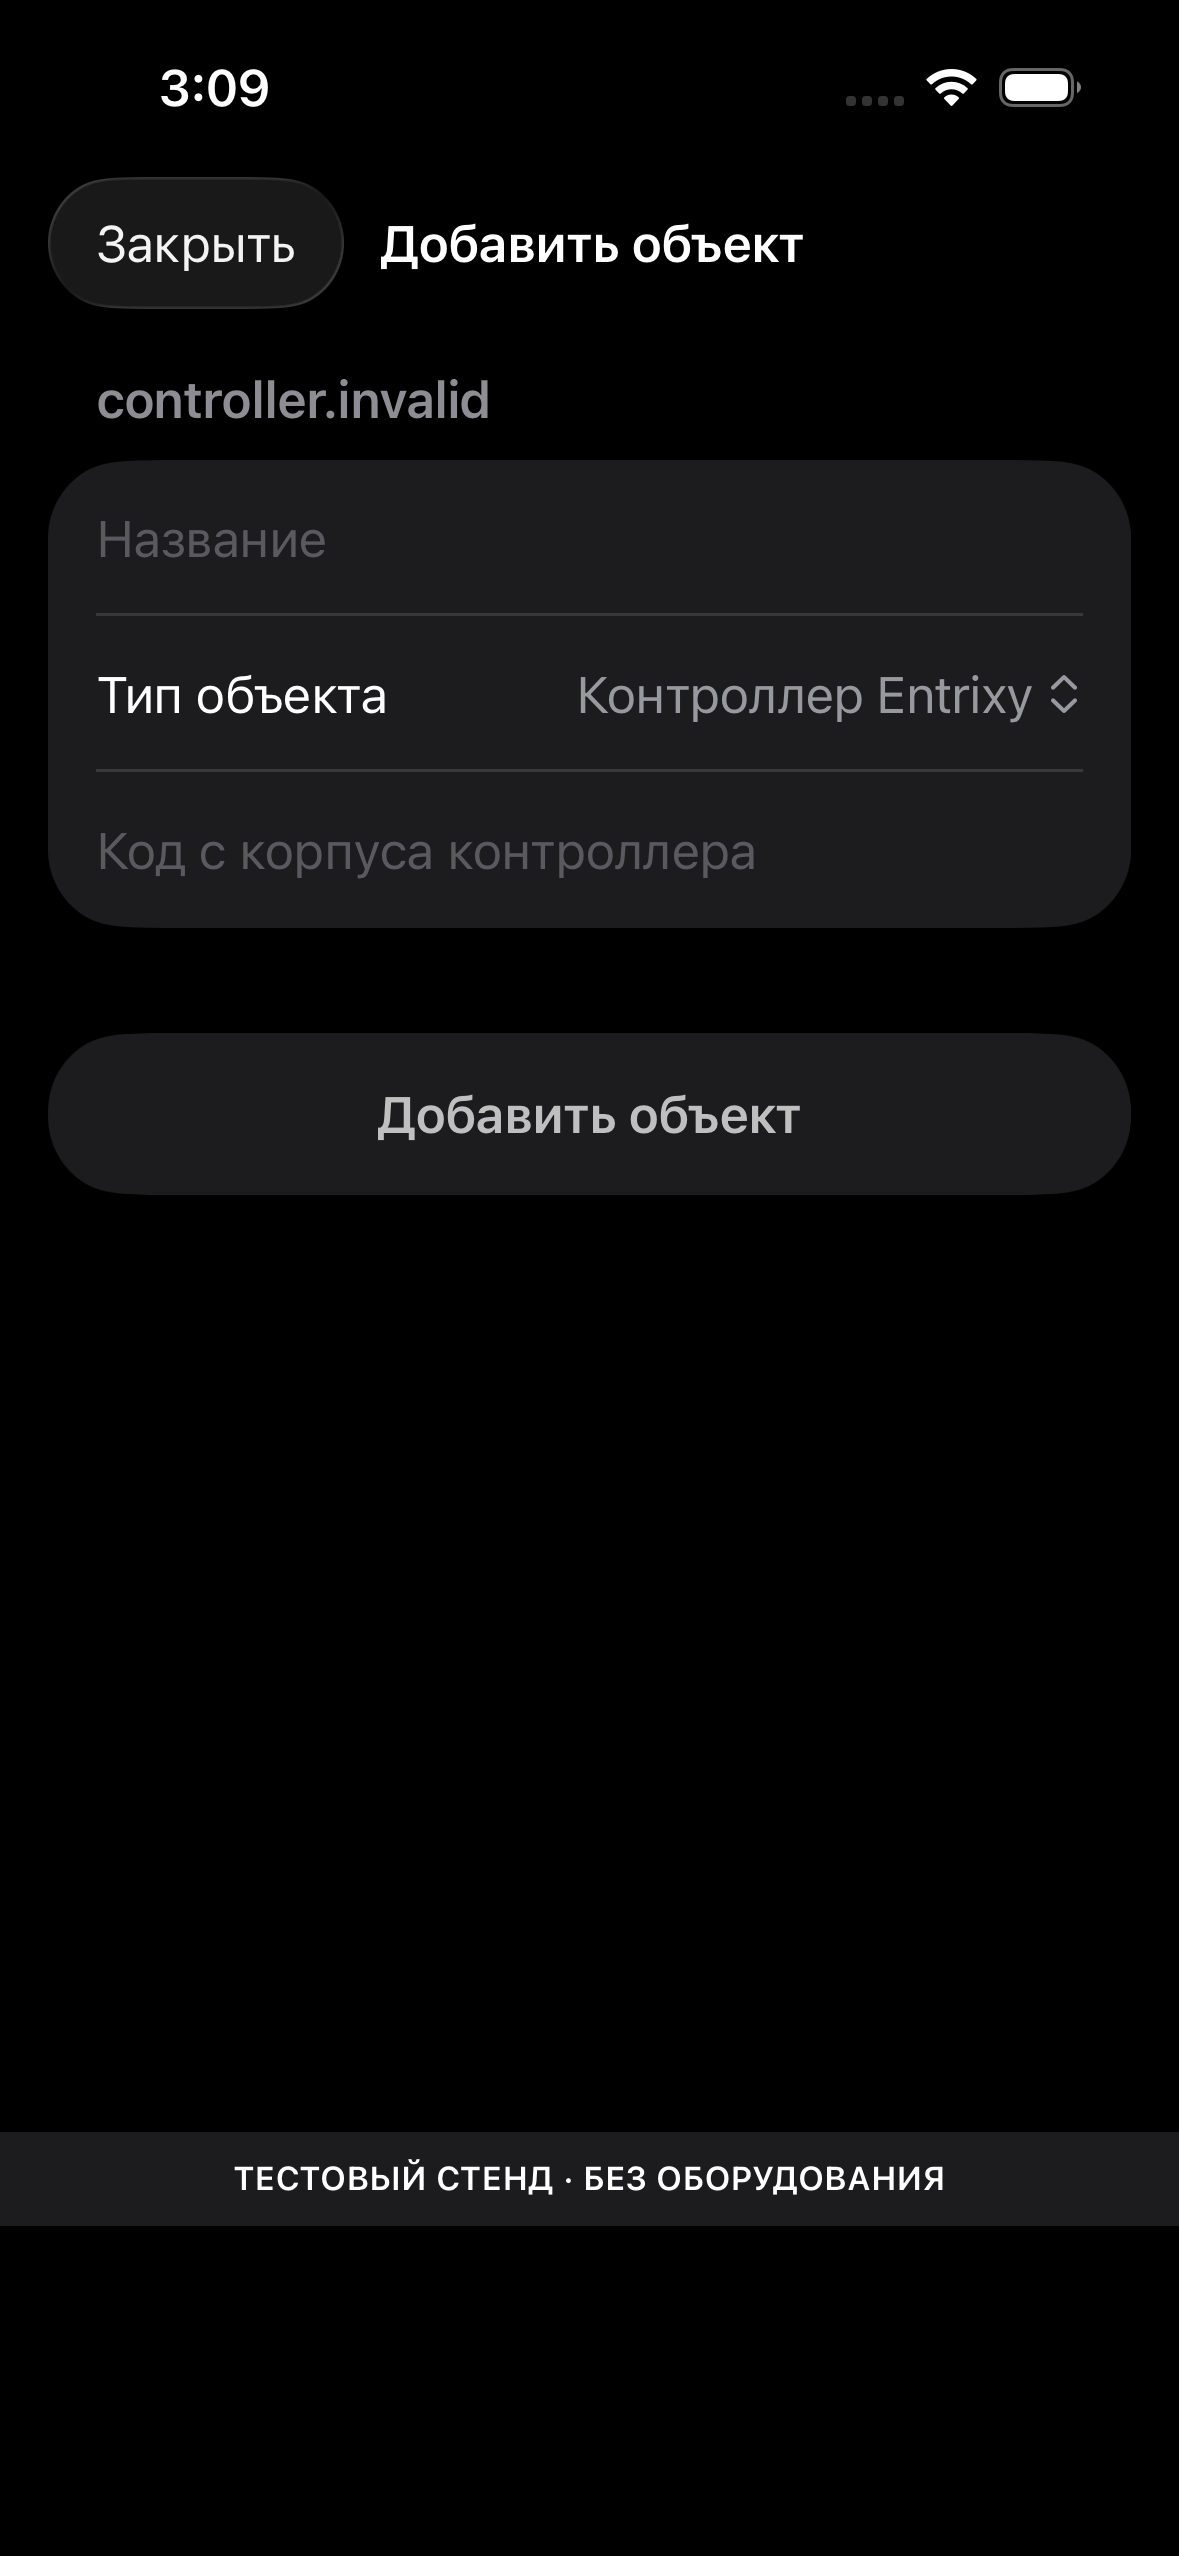 3:09
Закрыть
Добавить объект
controller.invalid
Название
Тип объекта
Контроллер Entrixy
Код с корпуса контроллера
Добавить объект
ТЕСТОВЫЙ СТЕНД · БЕЗ ОБОРУДОВАНИЯ